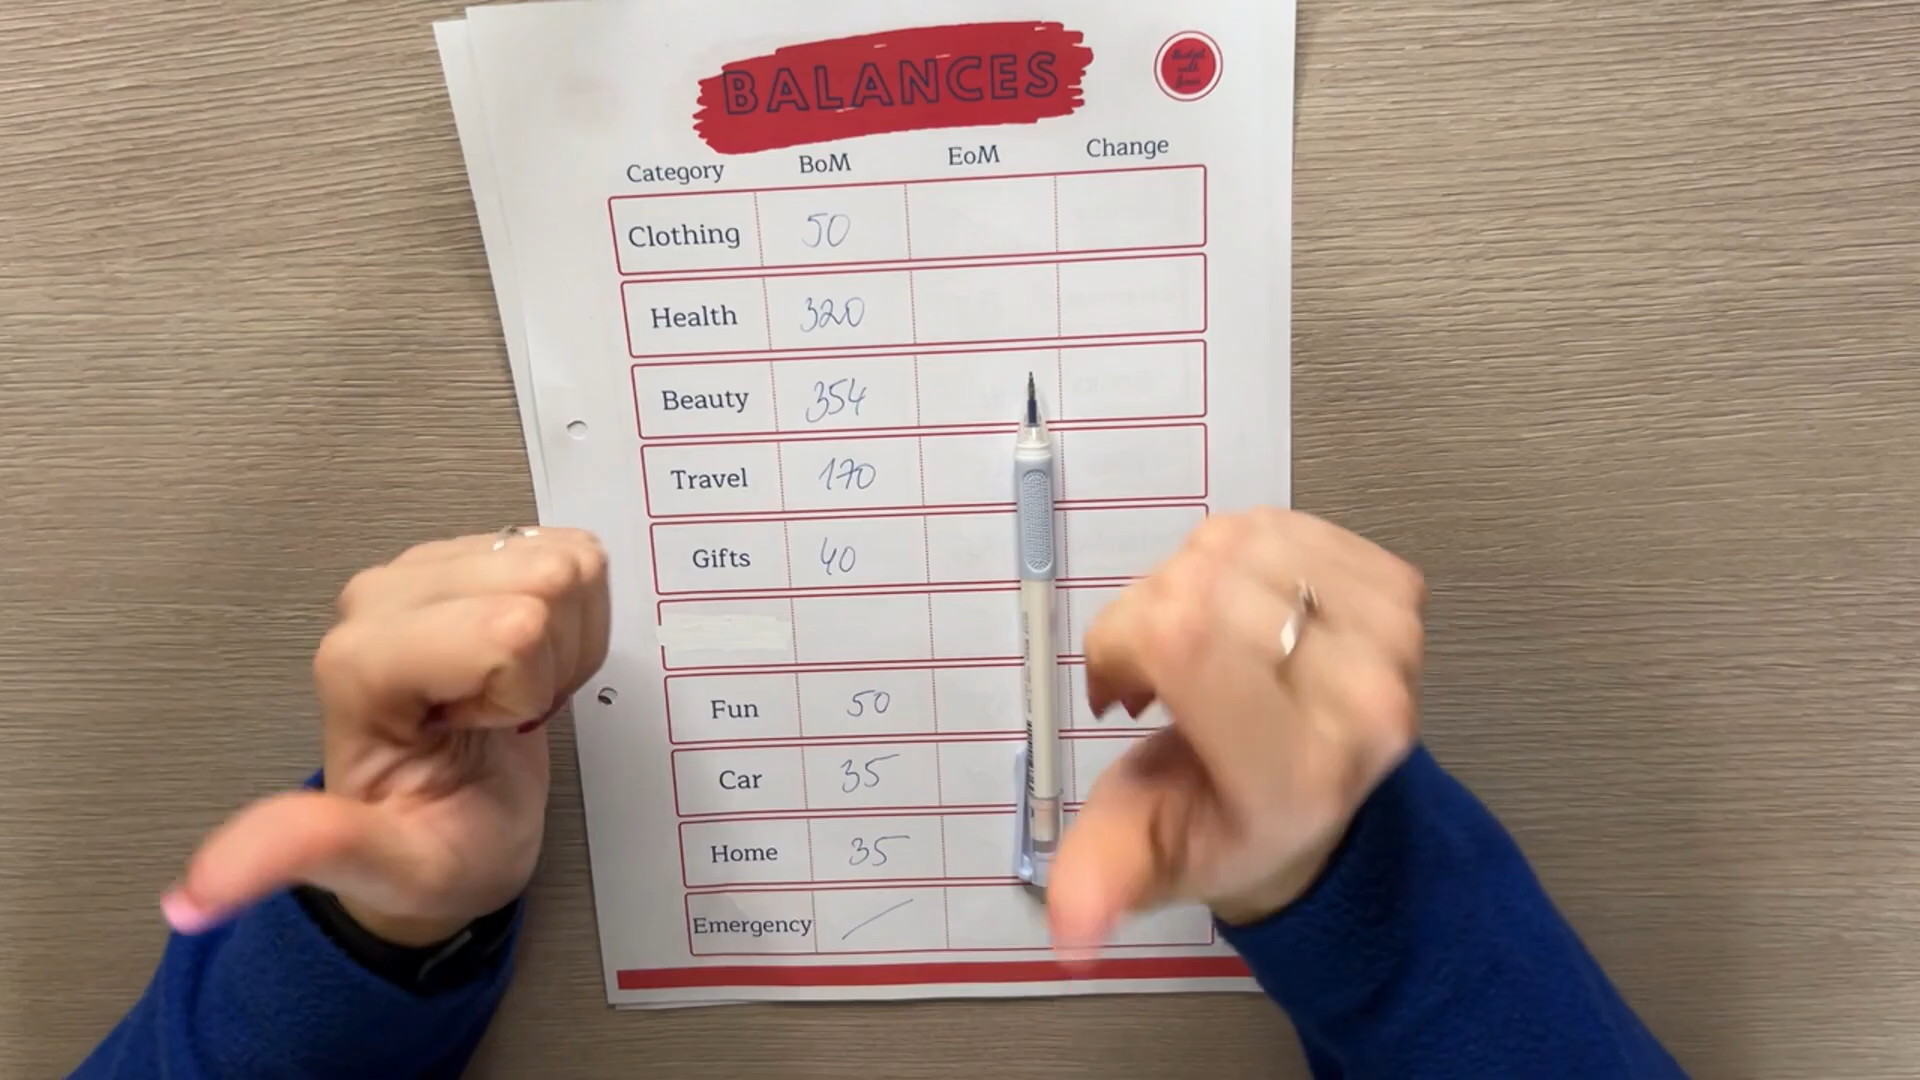 BALANCES
Category BoM EoM Change
Clothing 50
Health 320
Beauty 354
Travel 170
Gifts 40
Fun 50
Car 35
Home 35
Emergency /